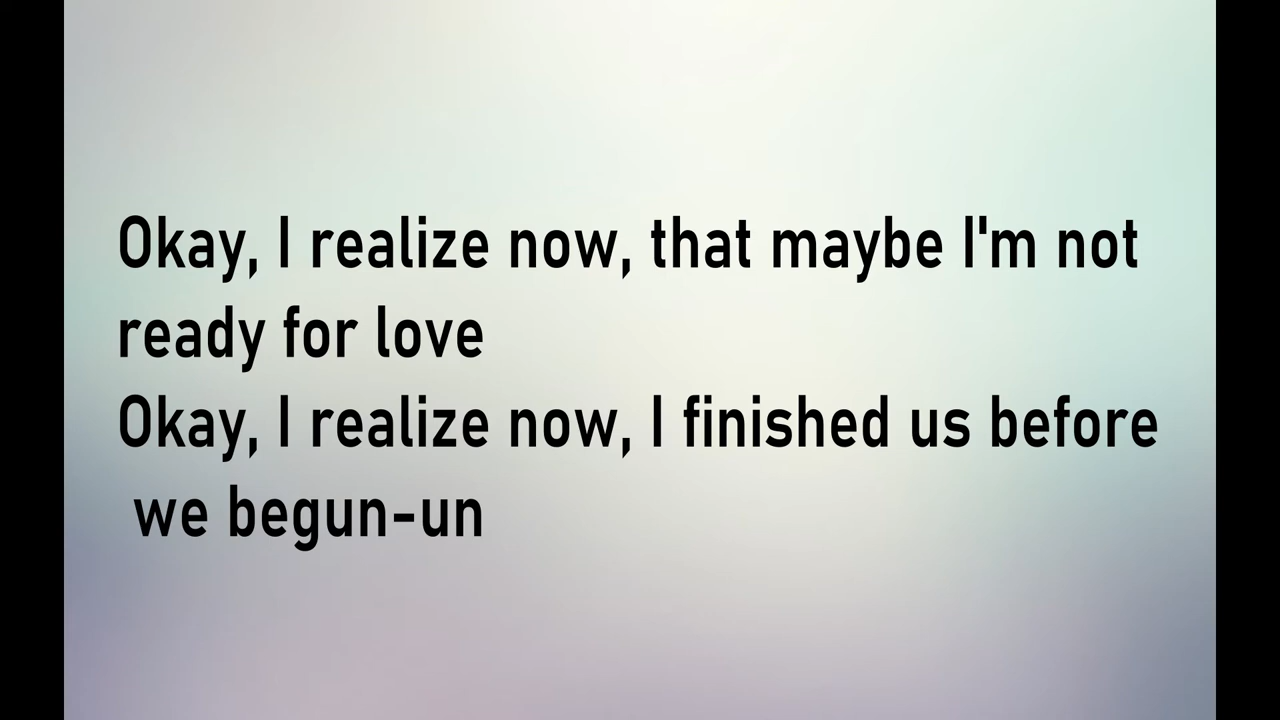 Okay, I realize now, that maybe I'm not
ready for love
Okay, I realize now, I finished us before
we begun-un